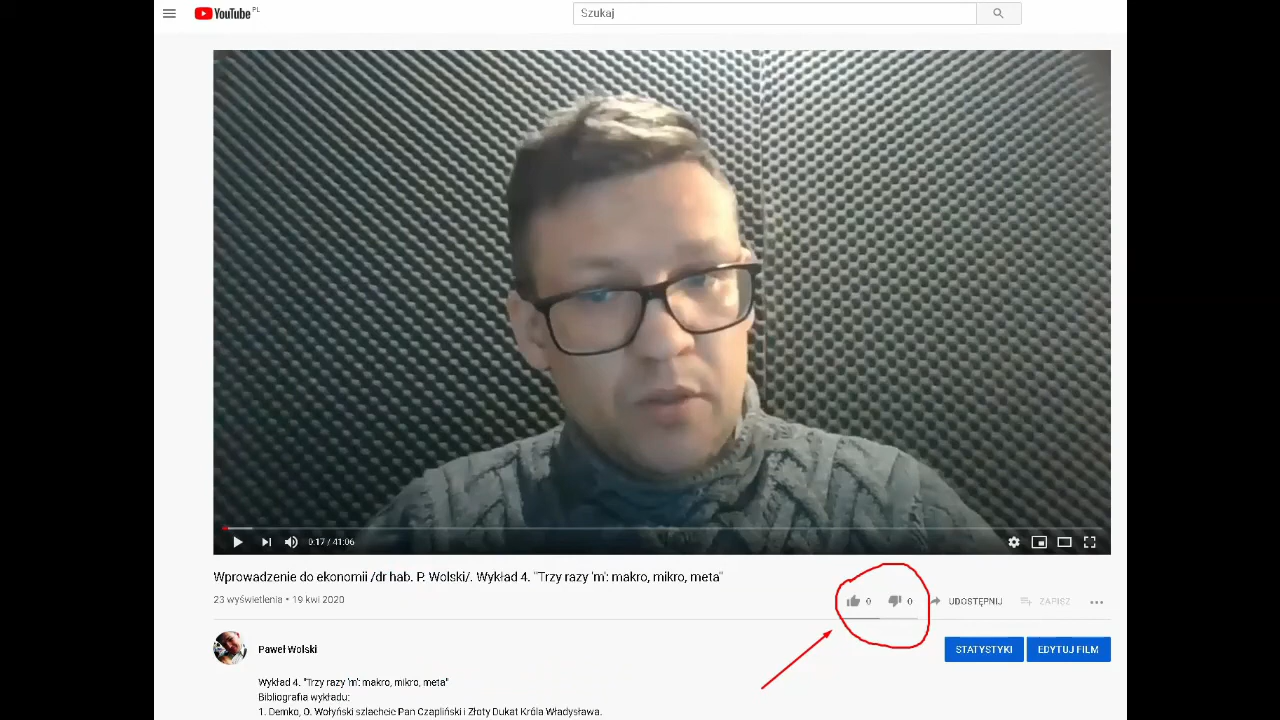 YouTube PL
Szukaj
0:17 / 41:06
Wprowadzenie do ekonomii /dr hab. P. Wolski/. Wykład 4. "Trzy razy 'm': makro, mikro, meta"
23 wyświetlenia • 19 kwi 2020
0 0 UDOSTĘPNIJ ZAPISZ
Paweł Wolski
STATYSTYKI EDYTUJ FILM
Wykład 4. "Trzy razy 'm': makro, mikro, meta"
Bibliografia wykładu:
1. Demko, O. Wołyński szlachcic Pan Czapliński i Złoty Dukat Króla Władysława.